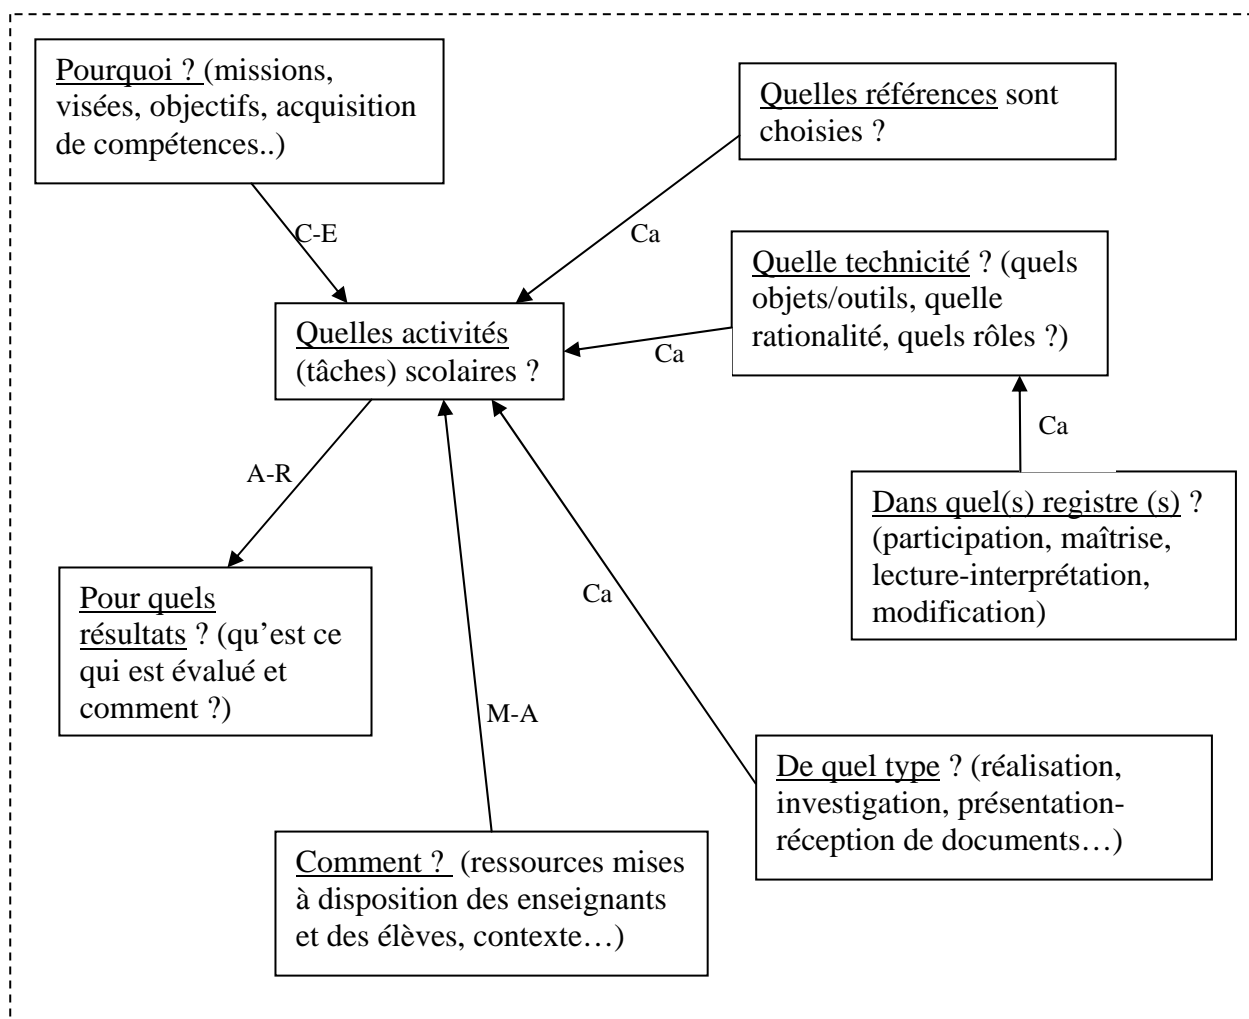 Pourquoi ? (missions,
visées, objectifs, acquisition
de compétences..)
Quelles références sont
choisies ?
C-E
Ca
Quelle technicité ? (quels
objets/outils, quelle
rationalité, quels rôles ?)
Quelles activités
(tâches) scolaires ?
Ca
Ca
A-R
Dans quel(s) registre (s) ?
(participation, maîtrise,
lecture-interprétation,
modification)
Pour quels
résultats ? (qu’est ce
qui est évalué et
comment ?)
Ca
M-A
De quel type ? (réalisation,
investigation, présentation-
réception de documents…)
Comment ? (ressources mises
à disposition des enseignants
et des élèves, contexte…)